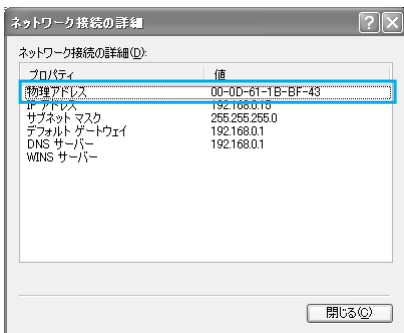 ネットワーク接続の詳細
ネットワーク接続の詳細(D):
プロパティ 値
物理アドレス 00-0D-61-1B-BF-43
IP アドレス 192.168.0.15
サブネット マスク 255.255.255.0
デフォルト ゲートウェイ 192.168.0.1
DNS サーバー 192.168.0.1
WINS サーバー
閉じる(C)